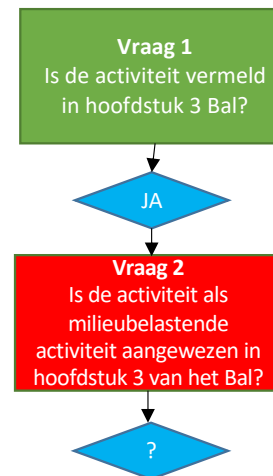 Vraag 1
Is de activiteit vermeld
in hoofdstuk 3 Bal?
JA
Vraag 2
Is de activiteit als
milieubelastende
activiteit aangewezen in
hoofdstuk 3 van het Bal?
?